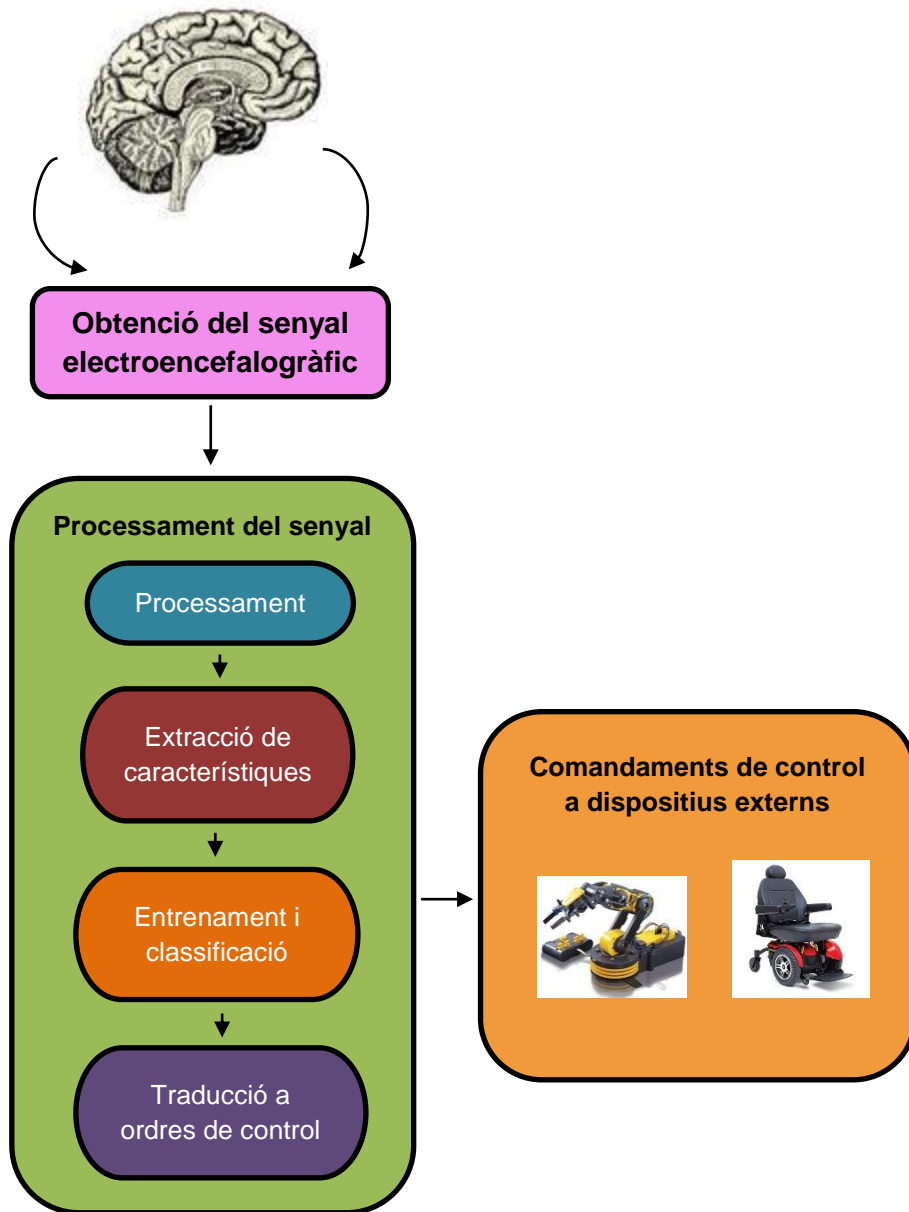 Obtenció del senyal
electroencefalogràfic
Processament del senyal
Processament
Extracció de
característiques
Entrenament i
classificació
Traducció a
ordres de control
Comandaments de control
a dispositius externs